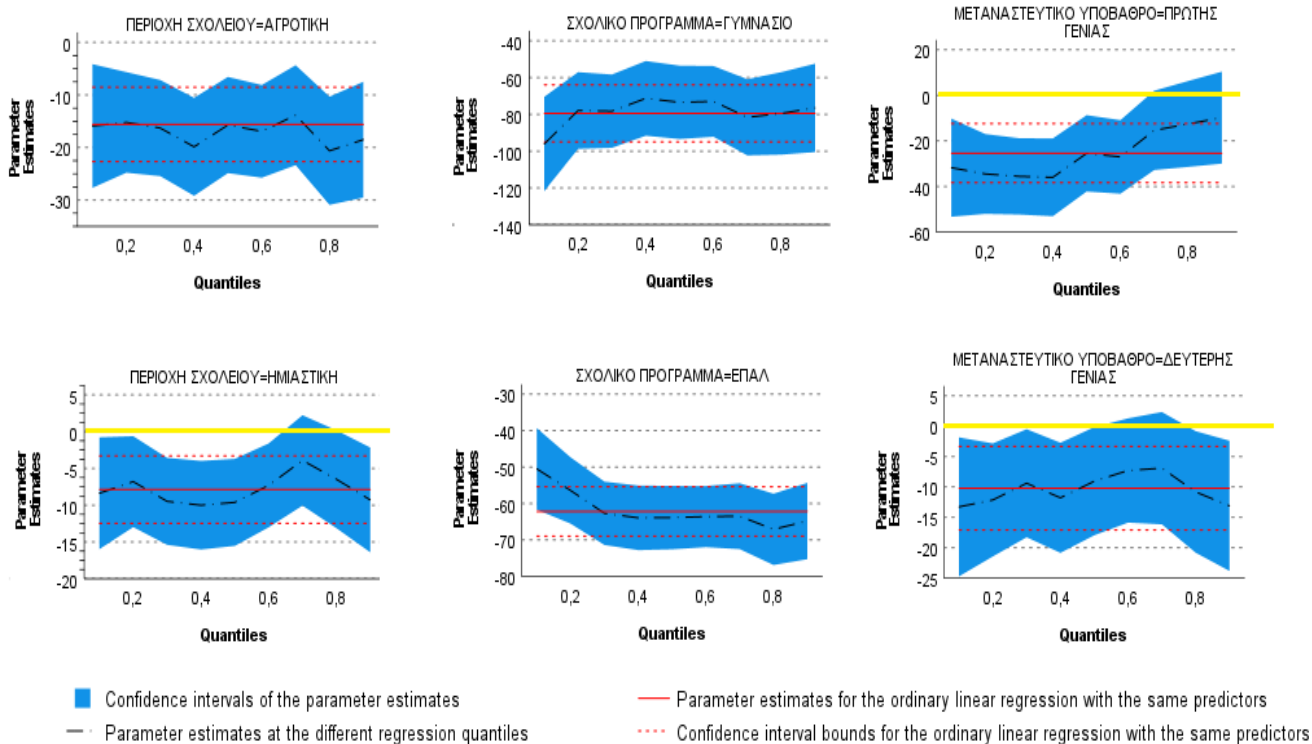 ΠΕΡΙΟΧΗ ΣΧΟΛΕΙΟΥ=ΑΓΡΟΤΙΚΗ
0
-10
-20
-30
Parameter
Estimates
0,2 0,4 0,6 0,8
Quantiles
ΣΧΟΛΙΚΟ ΠΡΟΓΡΑΜΜΑ=ΓΥΜΝΑΣΙΟ
-40
-60
-80
-100
-120
-140
Parameter
Estimates
0,2 0,4 0,6 0,8
Quantiles
ΜΕΤΑΝΑΣΤΕΥΤΙΚΟ ΥΠΟΒΑΘΡΟ=ΠΡΩΤΗΣ
ΓΕΝΙΑΣ
20
0
-20
-40
-60
Parameter
Estimates
0,2 0,4 0,6 0,8
Quantiles
ΠΕΡΙΟΧΗ ΣΧΟΛΕΙΟΥ=ΗΜΙΑΣΤΙΚΗ
5
0
-5
-10
-15
-20
Parameter
Estimates
0,2 0,4 0,6 0,8
Quantiles
ΣΧΟΛΙΚΟ ΠΡΟΓΡΑΜΜΑ=ΕΠΑΛ
-30
-40
-50
-60
-70
-80
Parameter
Estimates
0,2 0,4 0,6 0,8
Quantiles
ΜΕΤΑΝΑΣΤΕΥΤΙΚΟ ΥΠΟΒΑΘΡΟ=ΔΕΥΤΕΡΗΣ
ΓΕΝΙΑΣ
5
0
-5
-10
-15
-20
-25
Parameter
Estimates
0,2 0,4 0,6 0,8
Quantiles
Confidence intervals of the parameter estimates
Parameter estimates at the different regression quantiles
Parameter estimates for the ordinary linear regression with the same predictors
Confidence interval bounds for the ordinary linear regression with the same predictors